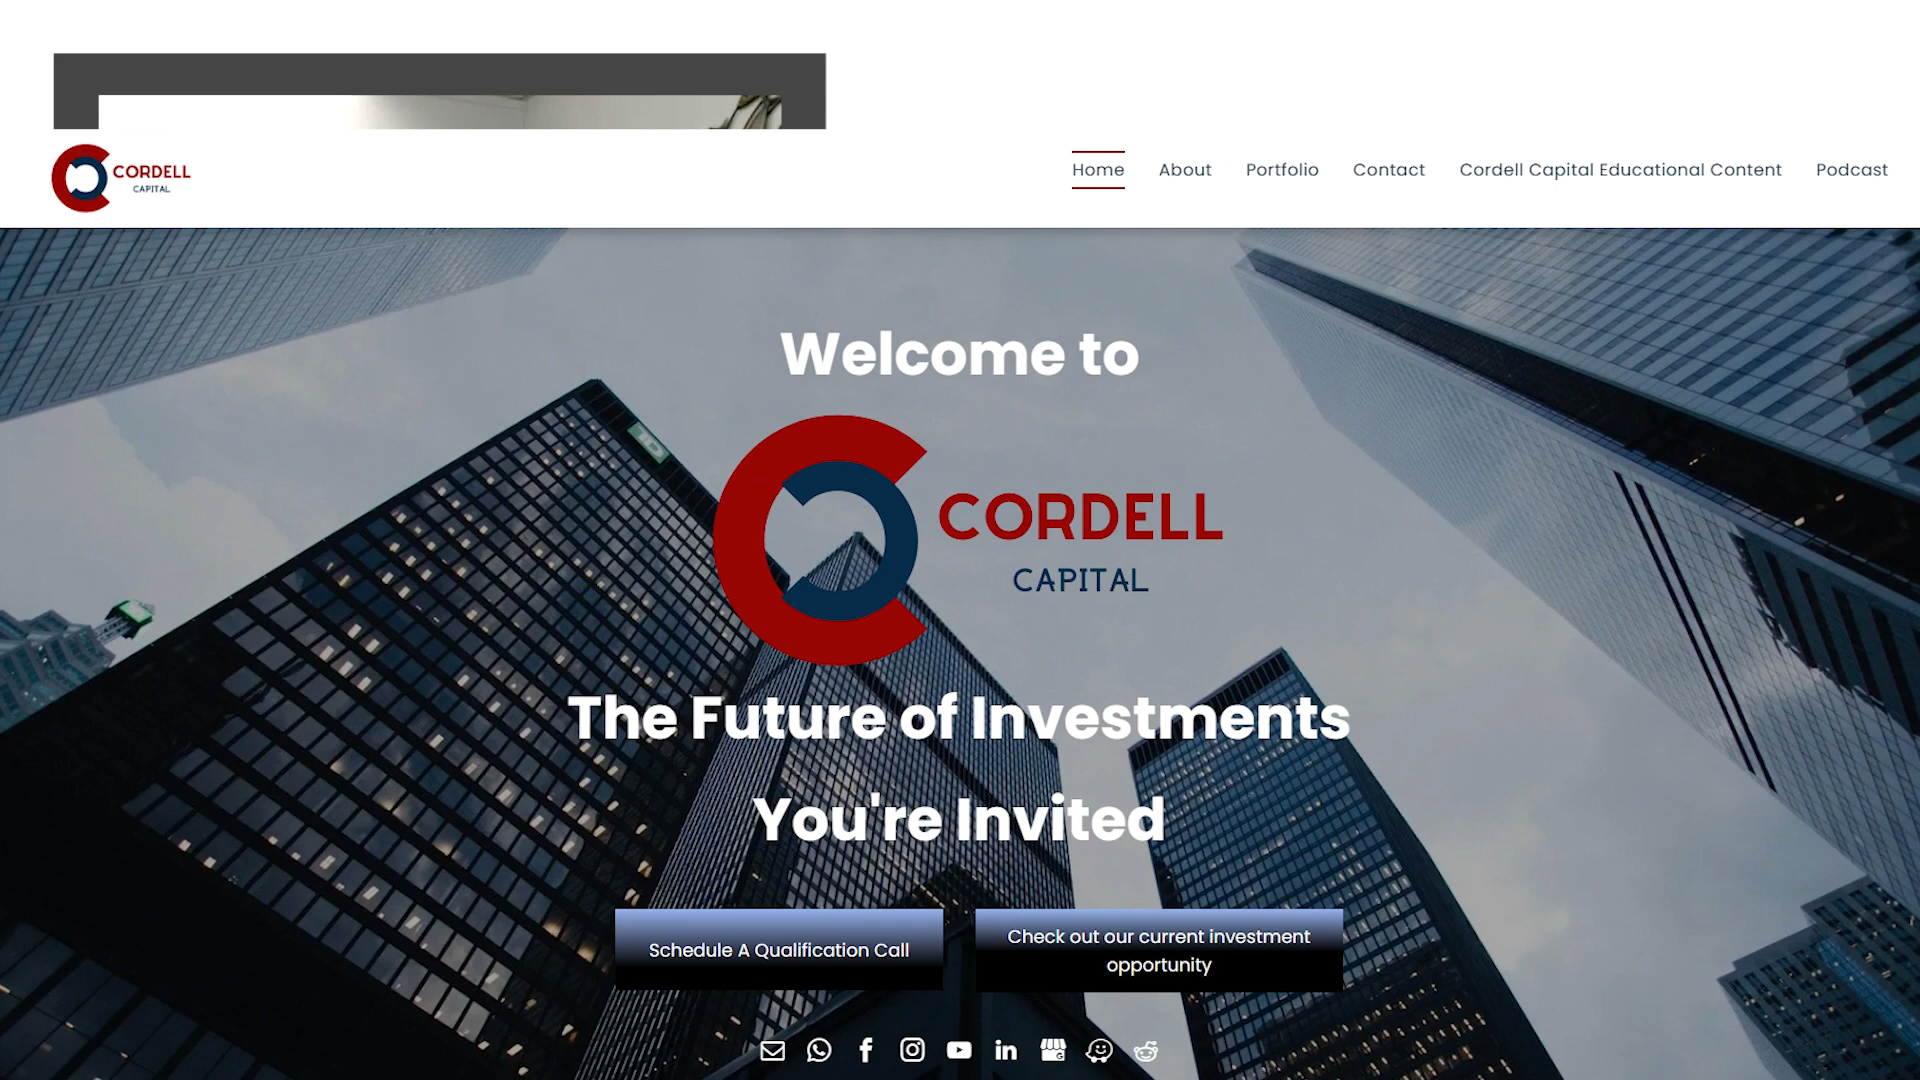 CORDELL
CAPITAL
Home About Portfolio Contact Cordell Capital Educational Content Podcast
Welcome to
CORDELL
CAPITAL
The Future of Investments
You're Invited
Schedule A Qualification Call
Check out our current investment
opportunity